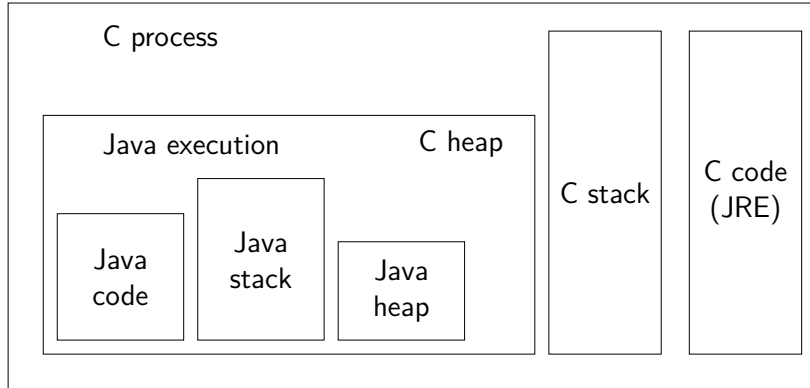 C process
Java execution
C heap
Java
code
Java
stack
Java
heap
C stack
C code
(JRE)